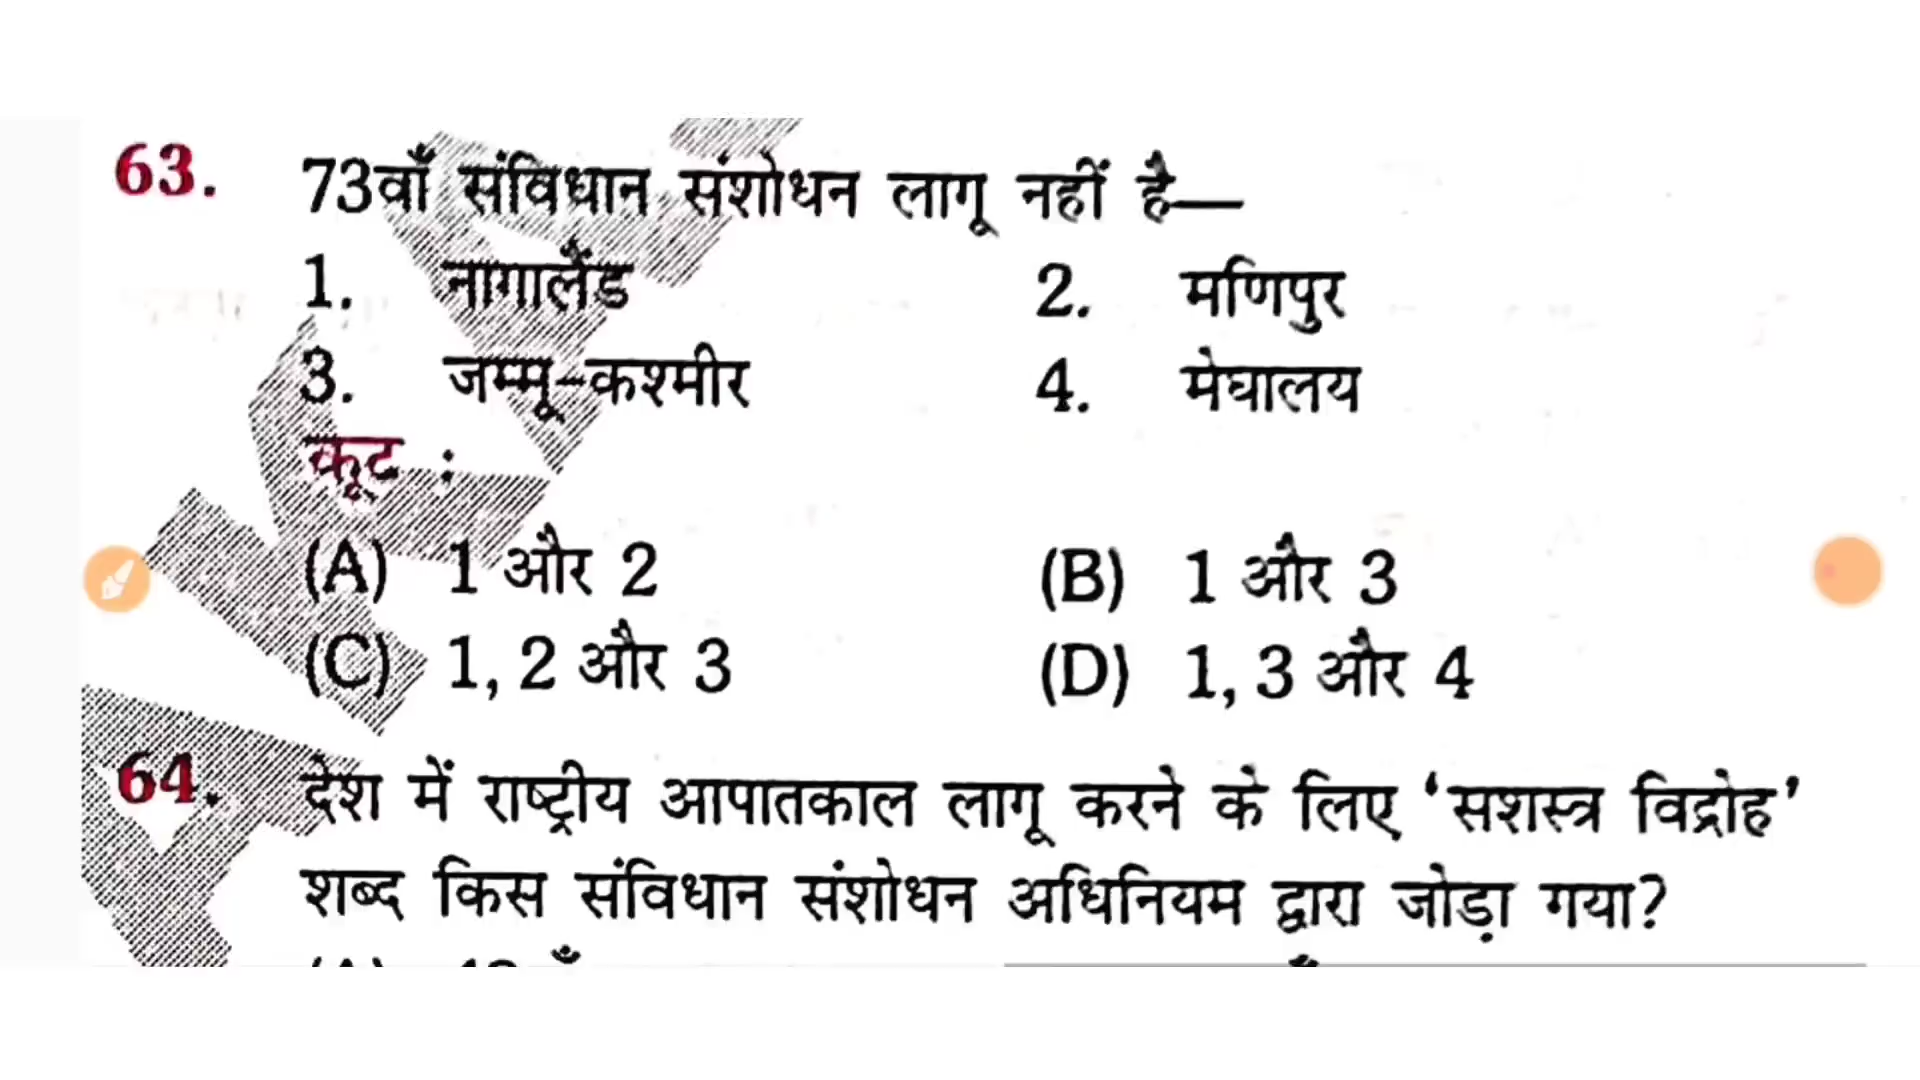 63. 73वाँ संविधान संशोधन लागू नहीं है—
1. नागालैंड 2. मणिपुर
3. जम्मू-कश्मीर 4. मेघालय
कूट :
(A) 1 और 2 (B) 1 और 3
(C) 1, 2 और 3 (D) 1, 3 और 4
64. देश में राष्ट्रीय आपातकाल लागू करने के लिए ‘सशस्त्र विद्रोह’
शब्द किस संविधान संशोधन अधिनियम द्वारा जोड़ा गया?